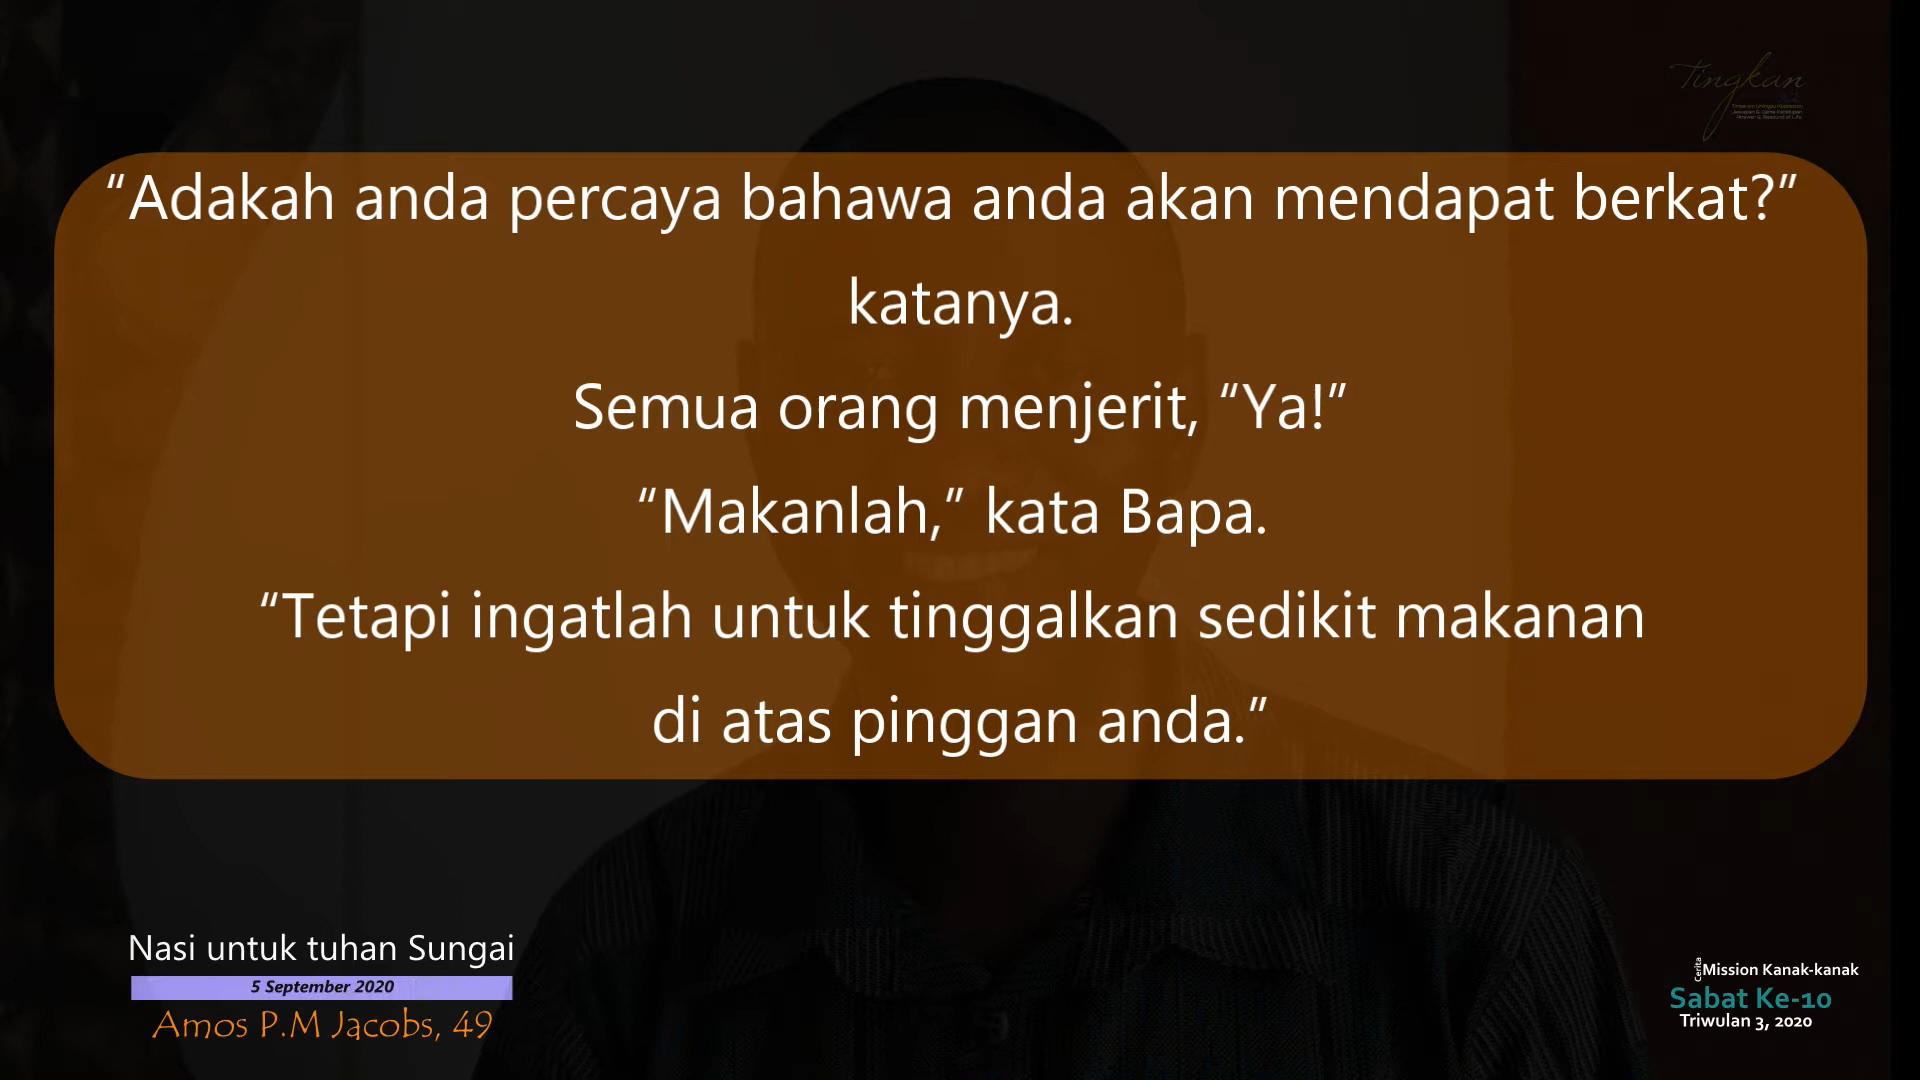 Tingkan
“Adakah anda percaya bahawa anda akan mendapat berkat?”
katanya.
Semua orang menjerit, “Ya!”
“Makanlah,” kata Bapa.
“Tetapi ingatlah untuk tinggalkan sedikit makanan
di atas pinggan anda.”
Nasi untuk tuhan Sungai
5 September 2020
Amos P.M Jacobs, 49
Cerita Mission Kanak-kanak
Sabat Ke-10
Triwulan 3, 2020